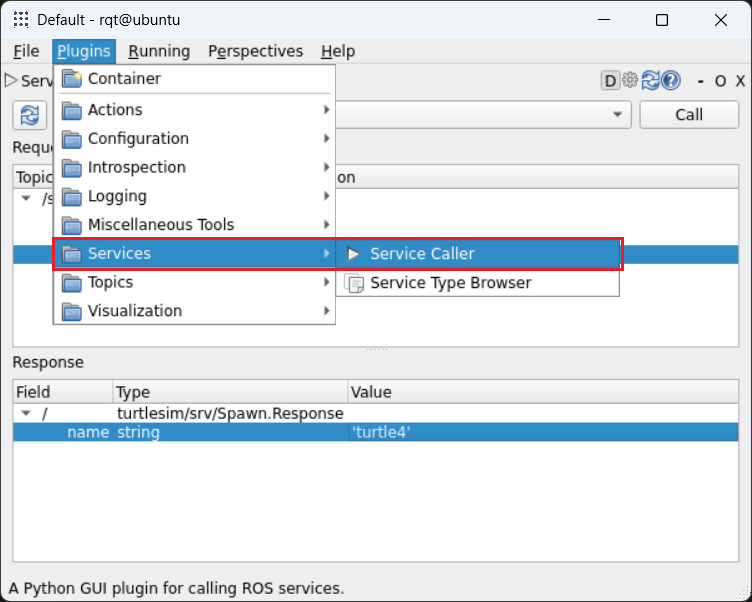 Default - rqt@ubuntu
File Plugins Running Perspectives Help
Serv
D
- O X
Container
Call
Actions
Configuration
Reque
Introspection
Topic
on
Logging
/s
Miscellaneous Tools
Services
Service Caller
Topics
Service Type Browser
Visualization
Response
Field Type Value
/ turtlesim/srv/Spawn.Response
name string 'turtle4'
A Python GUI plugin for calling ROS services.